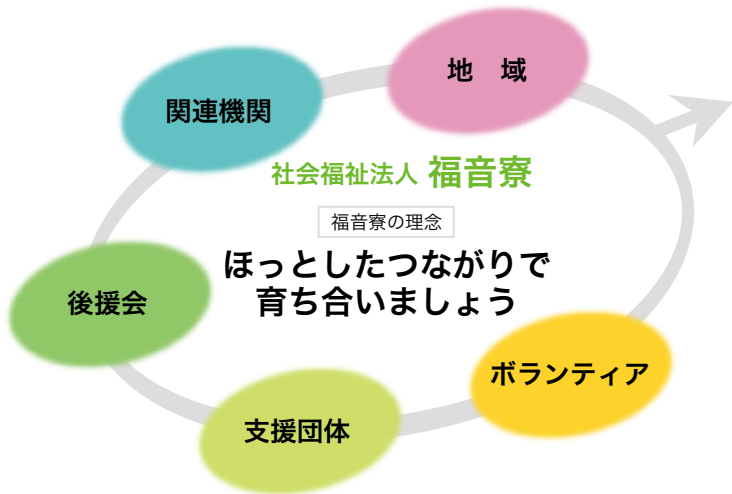 地　域
関連機関
社会福祉法人 福音寮
福音寮の理念
ほっとしたつながりで
育ち合いましょう
後援会
ボランティア
支援団体